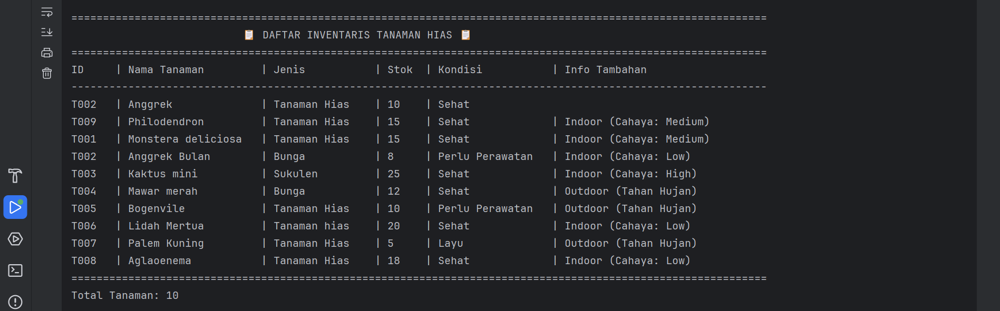 ==============================================================================================================
📋 DAFTAR INVENTARIS TANAMAN HIAS 📋
==============================================================================================================
ID     | Nama Tanaman         | Jenis           | Stok  | Kondisi           | Info Tambahan
--------------------------------------------------------------------------------------------------------------
T002   | Anggrek              | Tanaman Hias    | 10    | Sehat
T009   | Philodendron         | Tanaman Hias    | 15    | Sehat             | Indoor (Cahaya: Medium)
T001   | Monstera deliciosa   | Tanaman Hias    | 15    | Sehat             | Indoor (Cahaya: Medium)
T002   | Anggrek Bulan        | Bunga           | 8     | Perlu Perawatan   | Indoor (Cahaya: Low)
T003   | Kaktus mini          | Sukulen         | 25    | Sehat             | Indoor (Cahaya: High)
T004   | Mawar merah          | Bunga           | 12    | Sehat             | Outdoor (Tahan Hujan)
T005   | Bogenvile            | Tanaman Hias    | 10    | Perlu Perawatan   | Outdoor (Tahan Hujan)
T006   | Lidah Mertua         | Tanaman hias    | 20    | Sehat             | Indoor (Cahaya: Low)
T007   | Palem Kuning         | Tanaman Hias    | 5     | Layu              | Outdoor (Tahan Hujan)
T008   | Aglaoenema           | Tanaman Hias    | 18    | Sehat             | Indoor (Cahaya: Low)
==============================================================================================================
Total Tanaman: 10